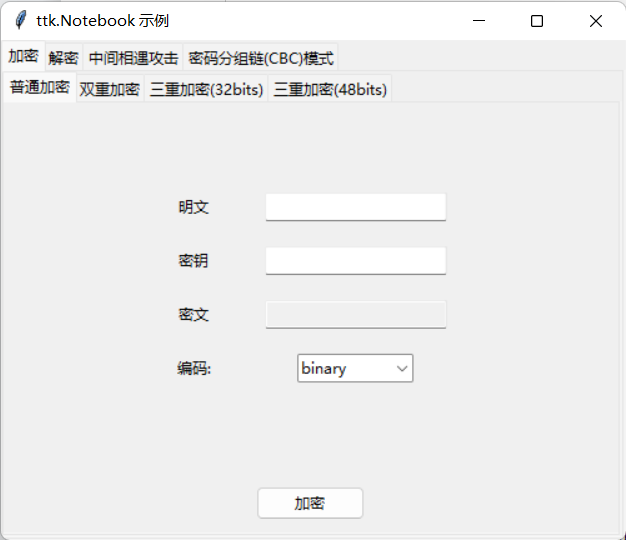 ttk.Notebook 示例
加密 解密 中间相遇攻击 密码分组链(CBC)模式
普通加密 双重加密 三重加密(32bits) 三重加密(48bits)
明文
密钥
密文
编码: binary
加密